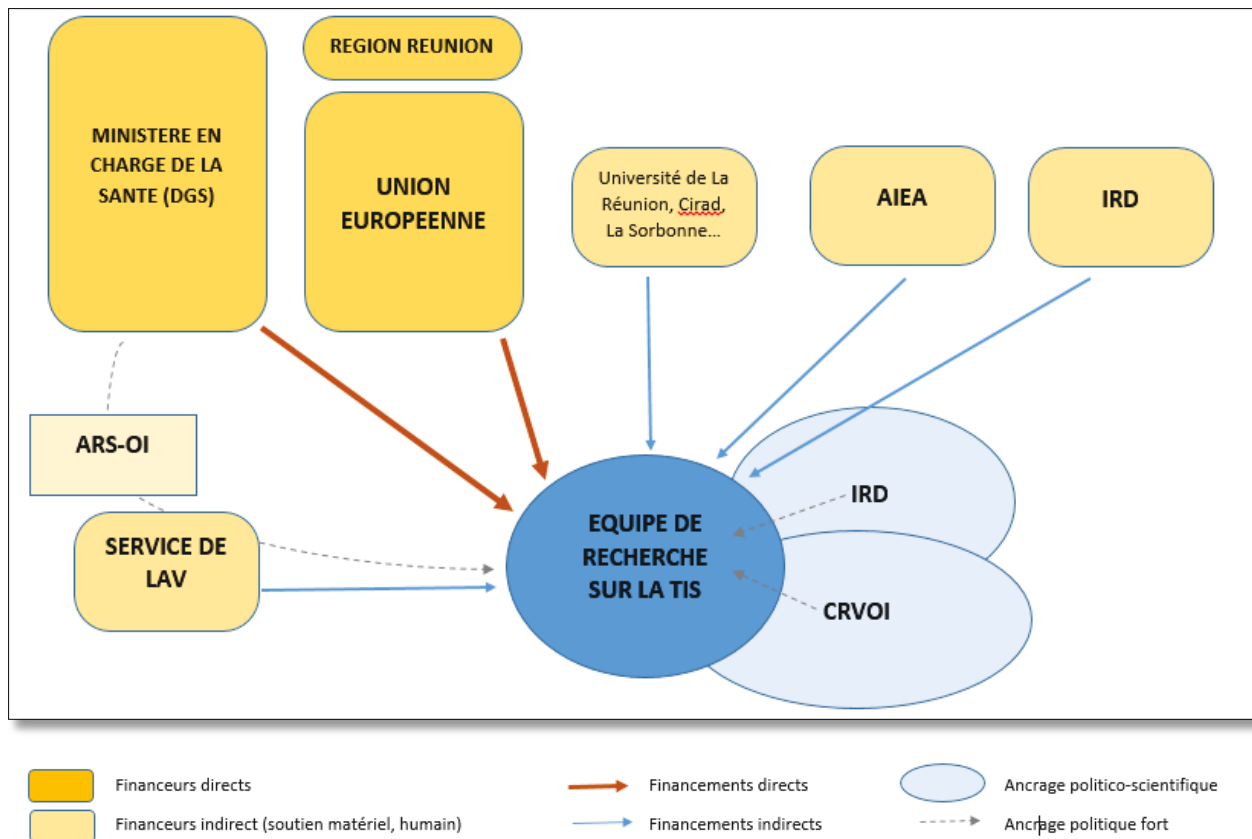 MINISTERE EN
CHARGE DE LA
SANTE (DGS)
REGION REUNION
UNION
EUROPEENNE
Université de La
Réunion, Cirad,
La Sorbonne...
AIEA
IRD
ARS-OI
SERVICE DE
LAV
EQUIPE DE
RECHERCHE
SUR LA TIS
IRD
CRVOI
Financeurs directs
Financements directs
Ancrage politico-scientifique
Financeurs indirect (soutien matériel, humain)
Financements indirects
Ancrage politique fort